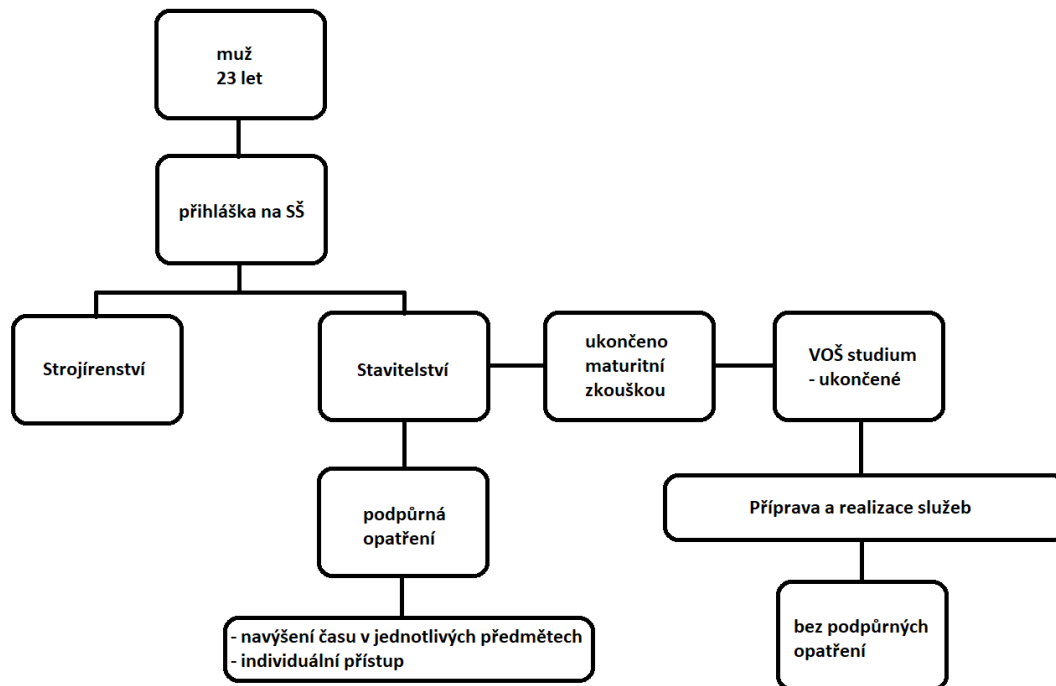 muž
23 let
přihláška na SŠ
Strojírenství
Stavitelství
ukončeno
maturitní
zkouškou
VOŠ studium
- ukončené
podpůrná
opatření
Příprava a realizace služeb
- navýšení času v jednotlivých předmětech
- individuální přístup
bez podpůrných
opatření